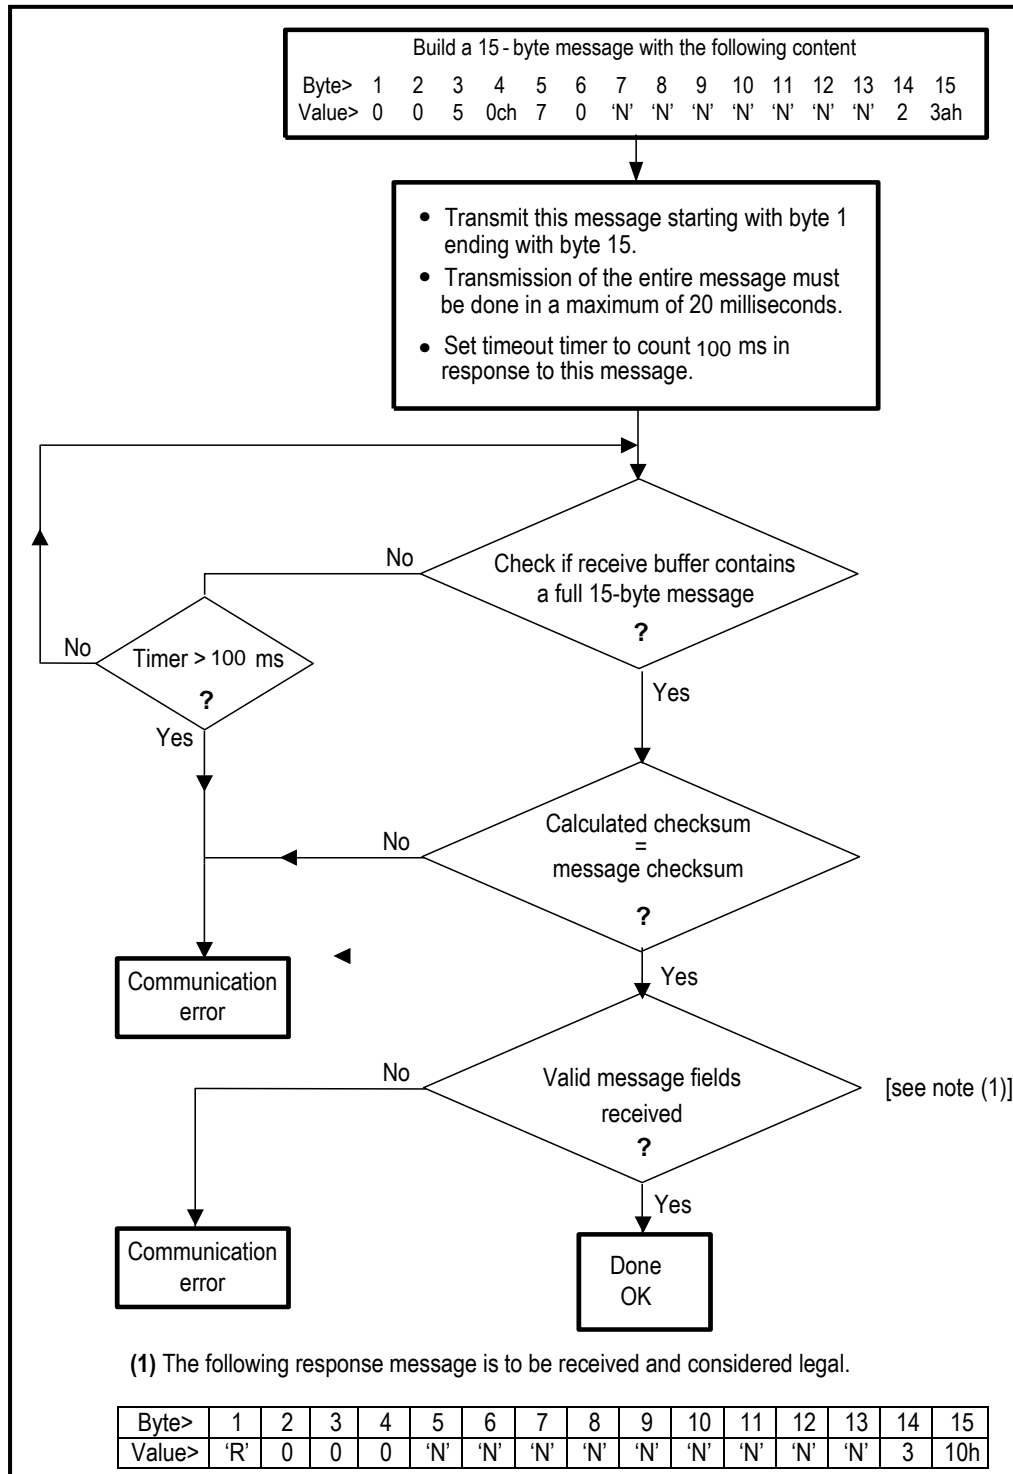 Build a 15-byte message with the following content
Byte> 1 2 3 4 5 6 7 8 9 10 11 12 13 14 15
Value> 0 0 5 0ch 7 0 ‘N’ ‘N’ ‘N’ ‘N’ ‘N’ ‘N’ ‘N’ 2 3ah
• Transmit this message starting with byte 1
ending with byte 15.
• Transmission of the entire message must
be done in a maximum of 20 milliseconds.
• Set timeout timer to count 100 ms in
response to this message.
No
Check if receive buffer contains
a full 15-byte message
?
No
Timer > 100 ms
?
Yes
Yes
No
Calculated checksum
=
message checksum
?
Communication
error
Yes
No
Valid message fields
received
?
[see note (1)]
Yes
Communication
error
Done
OK
(1) The following response message is to be received and considered legal.
Byte> 1 2 3 4 5 6 7 8 9 10 11 12 13 14 15
Value> ‘R’ 0 0 0 ‘N’ ‘N’ ‘N’ ‘N’ ‘N’ ‘N’ ‘N’ ‘N’ ‘N’ 3 10h